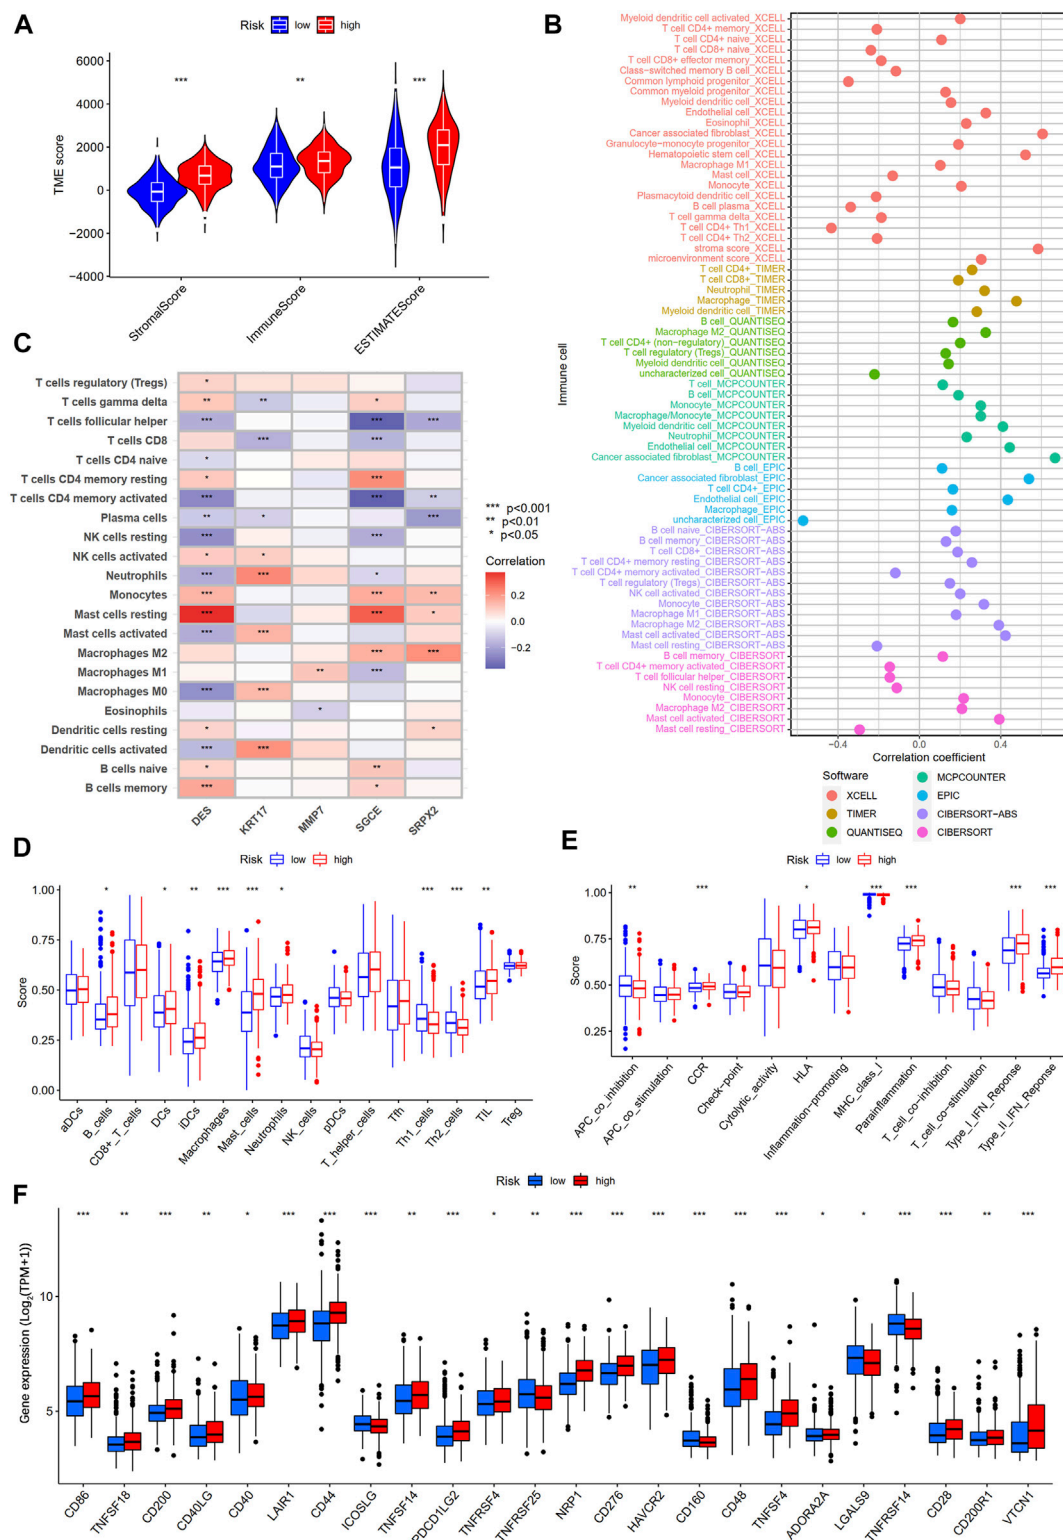 A
Risk low high
TME score
6000
4000
2000
0
−2000
−4000
*** ** ***
StromalScore
ImmuneScore
ESTIMATEScore
B
Immune cell
Myeloid dendritic cell activated_XCELL
T cell CD4+ memory_XCELL
T cell CD4+ naive_XCELL
T cell CD8+ naive_XCELL
T cell CD8+ effector memory_XCELL
Class−switched memory B cell_XCELL
Common lymphoid progenitor_XCELL
Common myeloid progenitor_XCELL
Myeloid dendritic cell_XCELL
Endothelial cell_XCELL
Eosinophil_XCELL
Cancer associated fibroblast_XCELL
Granulocyte−monocyte progenitor_XCELL
Hematopoietic stem cell_XCELL
Macrophage M1_XCELL
Mast cell_XCELL
Monocyte_XCELL
Plasmacytoid dendritic cell_XCELL
B cell plasma_XCELL
T cell gamma delta_XCELL
T cell CD4+ Th1_XCELL
T cell CD4+ Th2_XCELL
stroma score_XCELL
microenvironment score_XCELL
T cell CD4+_TIMER
T cell CD8+_TIMER
Neutrophil_TIMER
Macrophage_TIMER
Myeloid dendritic cell_TIMER
B cell_QUANTISEQ
Macrophage M2_QUANTISEQ
T cell CD4+ (non−regulatory)_QUANTISEQ
T cell regulatory (Tregs)_QUANTISEQ
Myeloid dendritic cell_QUANTISEQ
uncharacterized cell_QUANTISEQ
T cell_MCPCOUNTER
B cell_MCPCOUNTER
Monocyte_MCPCOUNTER
Macrophage/Monocyte_MCPCOUNTER
Myeloid dendritic cell_MCPCOUNTER
Neutrophil_MCPCOUNTER
Endothelial cell_MCPCOUNTER
Cancer associated fibroblast_MCPCOUNTER
B cell_EPIC
Cancer associated fibroblast_EPIC
T cell CD4+_EPIC
Endothelial cell_EPIC
Macrophage_EPIC
uncharacterized cell_EPIC
B cell naive_CIBERSORT−ABS
B cell memory_CIBERSORT−ABS
T cell CD8+_CIBERSORT−ABS
T cell CD4+ memory resting_CIBERSORT−ABS
T cell CD4+ memory activated_CIBERSORT−ABS
T cell regulatory (Tregs)_CIBERSORT−ABS
NK cell activated_CIBERSORT−ABS
Monocyte_CIBERSORT−ABS
Macrophage M1_CIBERSORT−ABS
Macrophage M2_CIBERSORT−ABS
Mast cell activated_CIBERSORT−ABS
Mast cell resting_CIBERSORT−ABS
B cell memory_CIBERSORT
T cell CD4+ memory activated_CIBERSORT
T cell follicular helper_CIBERSORT
NK cell resting_CIBERSORT
Monocyte_CIBERSORT
Macrophage M2_CIBERSORT
Mast cell activated_CIBERSORT
Mast cell resting_CIBERSORT
−0.4 0.0 0.4
Correlation coefficient
Software
XCELL
TIMER
QUANTISEQ
MCPCOUNTER
EPIC
CIBERSORT−ABS
CIBERSORT
C
T cells regulatory (Tregs) *
T cells gamma delta ** ** *
T cells follicular helper *** *** ***
T cells CD8 *** ***
T cells CD4 naive *
T cells CD4 memory resting * ***
T cells CD4 memory activated *** *** **
Plasma cells ** * ***
NK cells resting *** ***
NK cells activated * *
Neutrophils *** *** *
Monocytes *** *** **
Mast cells resting *** *** *
Mast cells activated *** ***
Macrophages M2 *** ***
Macrophages M1 ** ***
Macrophages M0 *** ***
Eosinophils *
Dendritic cells resting * *
Dendritic cells activated *** ***
B cells naive * **
B cells memory *** *
DES
KRT17
MMP7
SGCE
SRPX2
*** p<0.001
** p<0.01
* p<0.05
Correlation
0.2
0.0
−0.2
D
Risk low high
Score
1.00
0.75
0.50
0.25
0.00
* * ** *** *** * *** *** **
aDCs
B_cells
CD8+_T_cells
DCs
iDCs
Macrophages
Mast_cells
Neutrophils
NK_cells
pDCs
T_helper_cells
Tfh
Th1_cells
Th2_cells
TIL
Treg
E
Risk low high
Score
1.00
0.75
0.50
0.25
** *** * *** *** *** ***
APC_co_inhibition
APC_co_stimulation
CCR
Check−point
Cytolytic_activity
HLA
Inflammation−promoting
MHC_class_I
Parainflammation
T_cell_co−inhibition
T_cell_co−stimulation
Type_I_IFN_Reponse
Type_II_IFN_Reponse
F
Risk low high
Gene expression (Log2(TPM+1))
10
5
*** ** *** ** * *** *** *** ** *** * ** *** *** *** *** ** *** * * *** *** ** ***
CD86
TNFSF18
CD200
CD40LG
CD40
LAIR1
CD44
ICOSLG
TNFSF14
PDCD1LG2
TNFRSF4
TNFRSF25
NRP1
CD276
HAVCR2
CD160
CD48
TNFSF4
ADORA2A
LGALS9
TNFRSF14
CD28
CD200R1
VTCN1